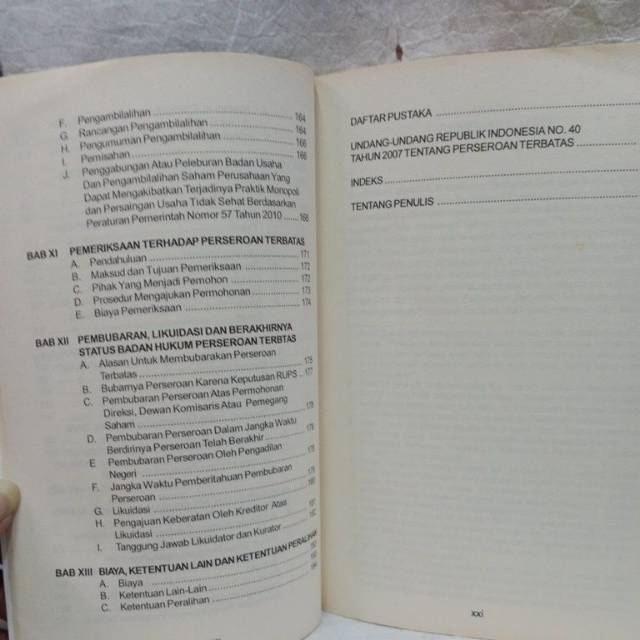 F. Pengambilalihan ........ 164
G. Rancangan Pengambilalihan ........ 164
H. Pengumuman Pengambilalihan ........ 166
I. Pemisahan ........ 166
J. Penggabungan Atau Peleburan Badan Usaha
Dan Pengambilalihan Saham Perusahaan Yang
Dapat Mengakibatkan Terjadinya Praktik Monopoli
dan Persaingan Usaha Tidak Sehat Berdasarkan
Peraturan Pemerintah Nomor 57 Tahun 2010 ...... 168
BAB XI PEMERIKSAAN TERHADAP PERSEROAN TERBATAS
A. Pendahuluan ........ 171
B. Maksud dan Tujuan Pemeriksaan ........ 172
C. Pihak Yang Menjadi Pemohon ........ 172
D. Prosedur Mengajukan Permohonan ........ 173
E. Biaya Pemeriksaan ........ 174
BAB XII PEMBUBARAN, LIKUIDASI DAN BERAKHIRNYA
STATUS BADAN HUKUM PERSEROAN TERBTAS
A. Alasan Untuk Membubarakan Perseroan
Terbatas ........ 175
B. Bubarnya Perseroan Karena Keputusan RUPS .. 177
C. Pembubaran Perseroan Atas Permohonan
Direksi, Dewan Komisaris Atau Pemegang
Saham ........
D. Pembubaran Perseroan Dalam Jangka Waktu
Berdirinya Perseroan Telah Berakhir ........
E Pembubaran Perseroan Oleh Pengadilan
Negeri ........
F. Jangka Waktu Pemberitahuan Pembubaran
Perseroan ........
G. Likuidasi ........
H. Pengajuan Keberatan Oleh Kreditor Atas
Likuidasi ........
I. Tanggung Jawab Likuidator dan Kurator ........
BAB XIII BIAYA, KETENTUAN LAIN DAN KETENTUAN PERALIHAN
A. Biaya ........
B. Ketentuan Lain-Lain ........
C. Ketentuan Peralihan ........
DAFTAR PUSTAKA ........
UNDANG-UNDANG REPUBLIK INDONESIA NO. 40
TAHUN 2007 TENTANG PERSEROAN TERBATAS ........
INDEKS ........
TENTANG PENULIS ........
xxi